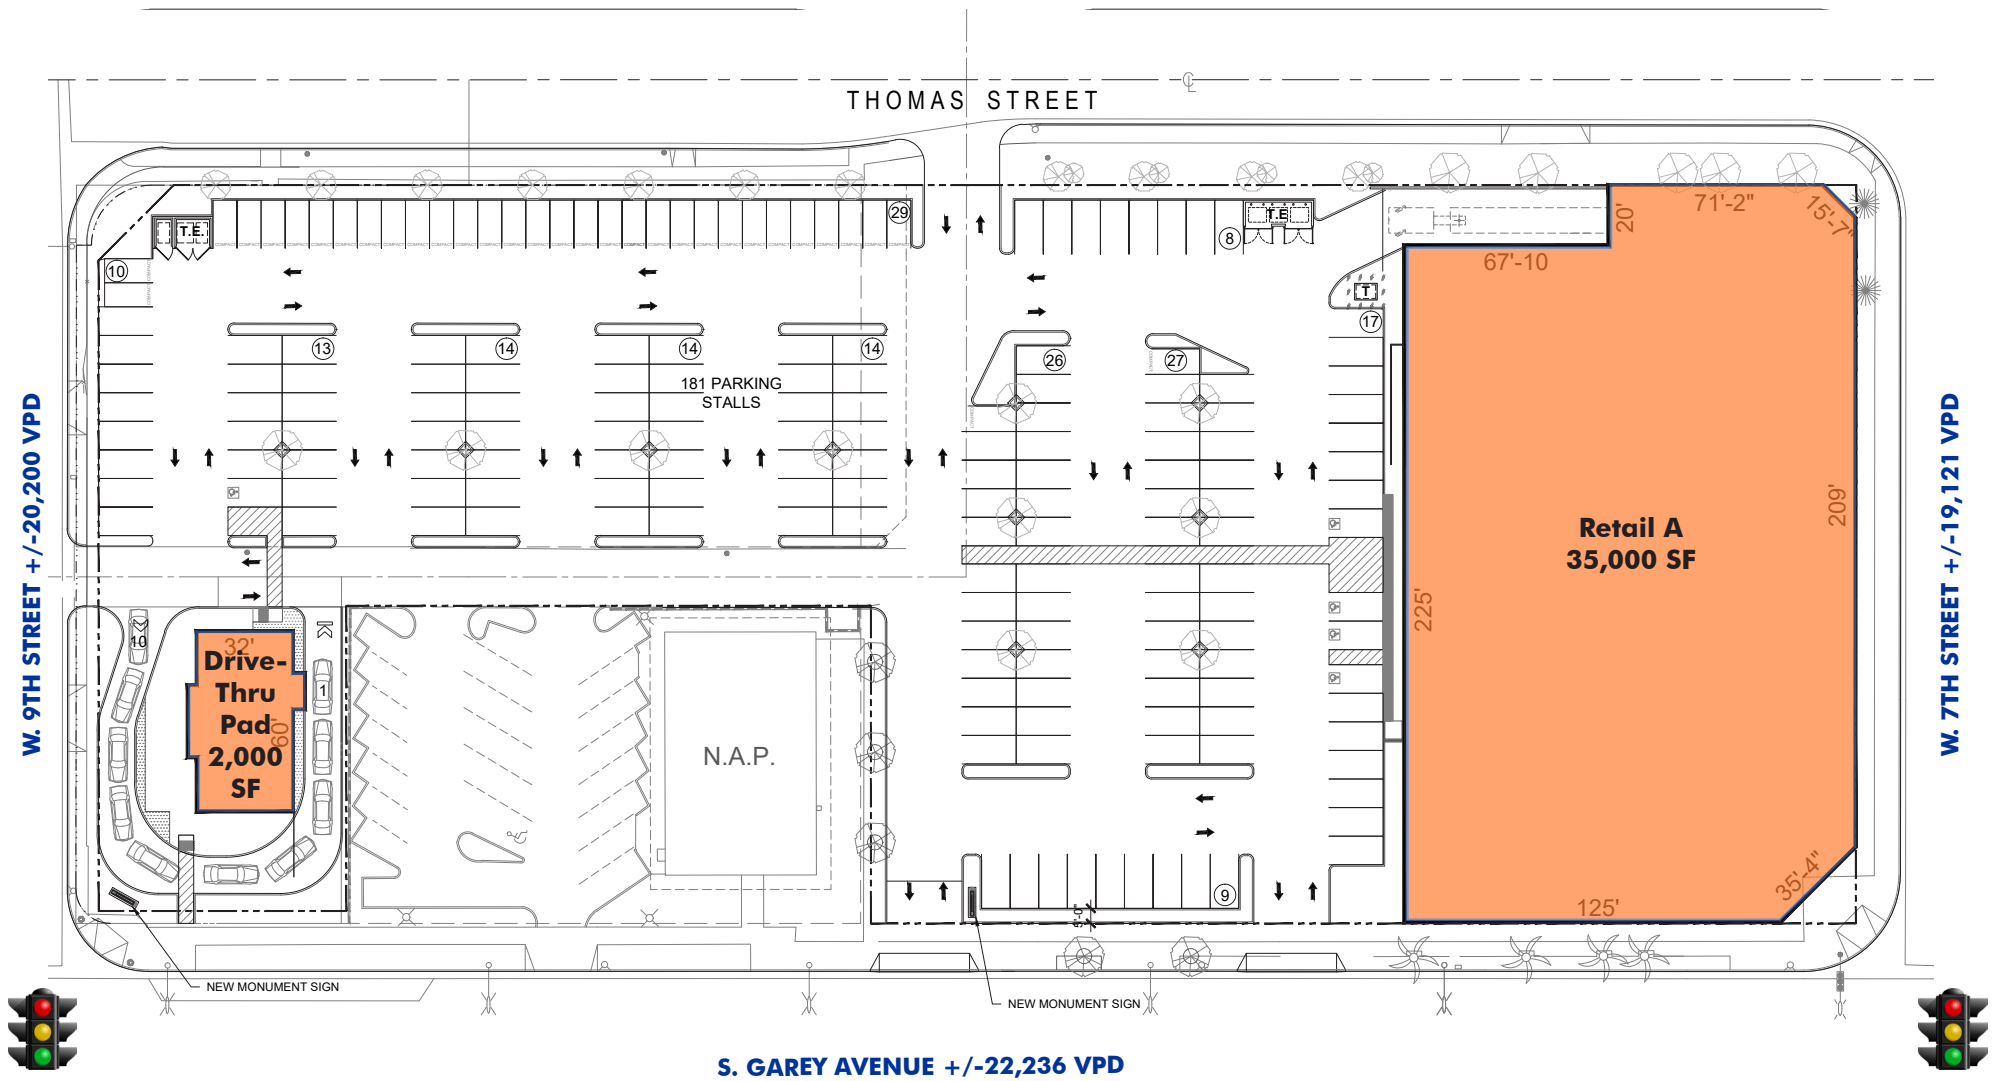 THOMAS STREET
29
T.E.
10
8
T.E
20'
71'-2"
15'-7"
67'-10
T
17
13
14
14
14
26
27
181 PARKING
STALLS
W. 9TH STREET +/-20,200 VPD
W. 7TH STREET +/-19,121 VPD
Retail A
35,000 SF
209'
225'
10
32'
Drive-
Thru
Pad
2,000
SF
60'
1
N.A.P.
9
5'-0"
125'
35'-4"
NEW MONUMENT SIGN
NEW MONUMENT SIGN
S. GAREY AVENUE +/-22,236 VPD